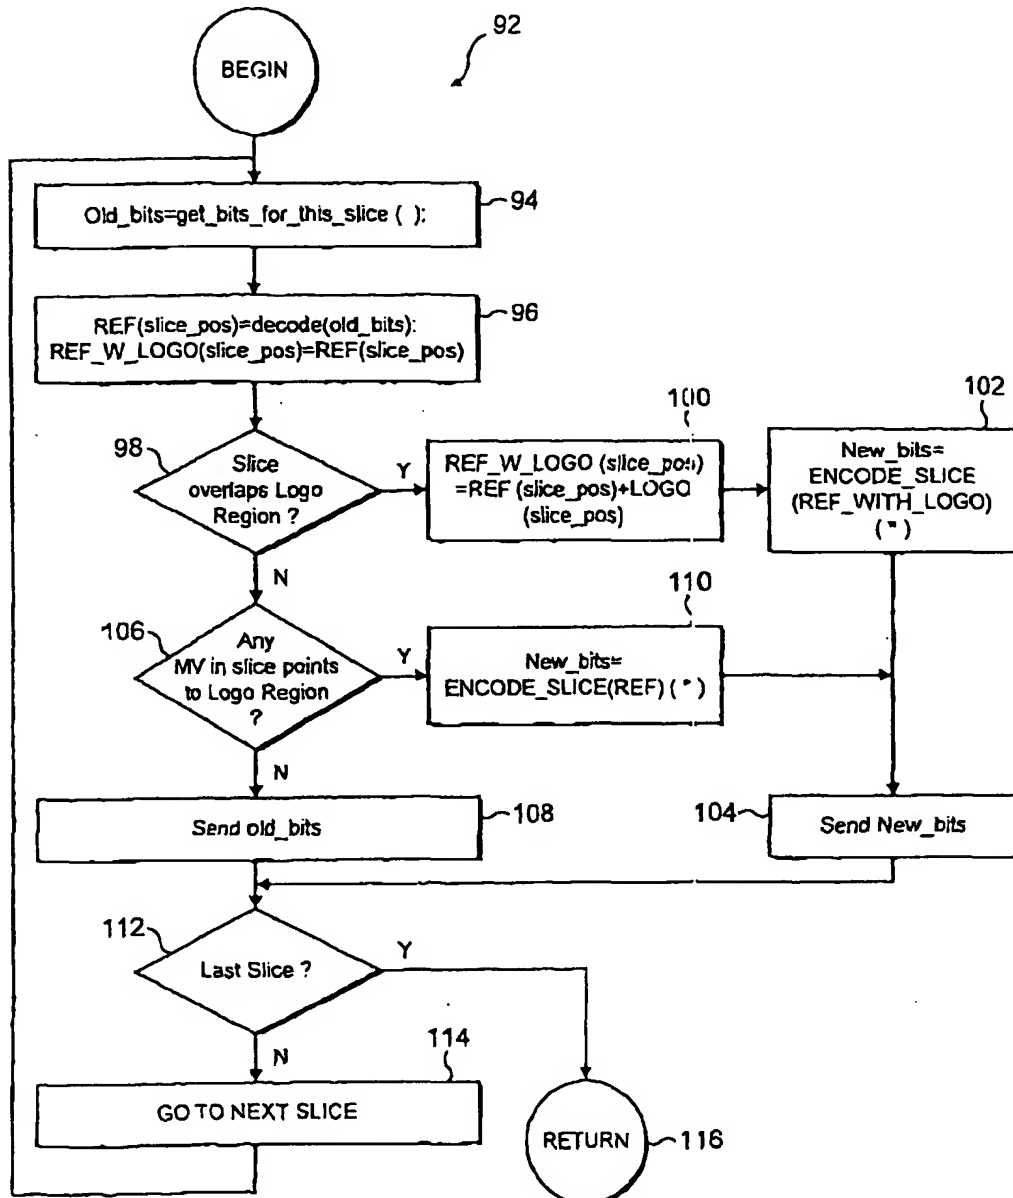 92
BEGIN
Old_bits=get_bits_for_this_slice ( );
94
REF(slice_pos)=decode(old_bits):
REF_W_LOGO(slice_pos)=REF(slice_pos)
96
98
Slice
overlaps Logo
Region ?
Y
N
100
REF_W_LOGO (slice_pos)
=REF (slice_pos)+LOGO
(slice_pos)
102
New_bits=
ENCODE_SLICE
(REF_WITH_LOGO)
( * )
106
Any
MV in slice points
to Logo Region
?
Y
N
110
New_bits=
ENCODE_SLICE(REF) ( * )
Send old_bits
108
104
Send New_bits
112
Last Slice ?
Y
N
114
GO TO NEXT SLICE
RETURN
116